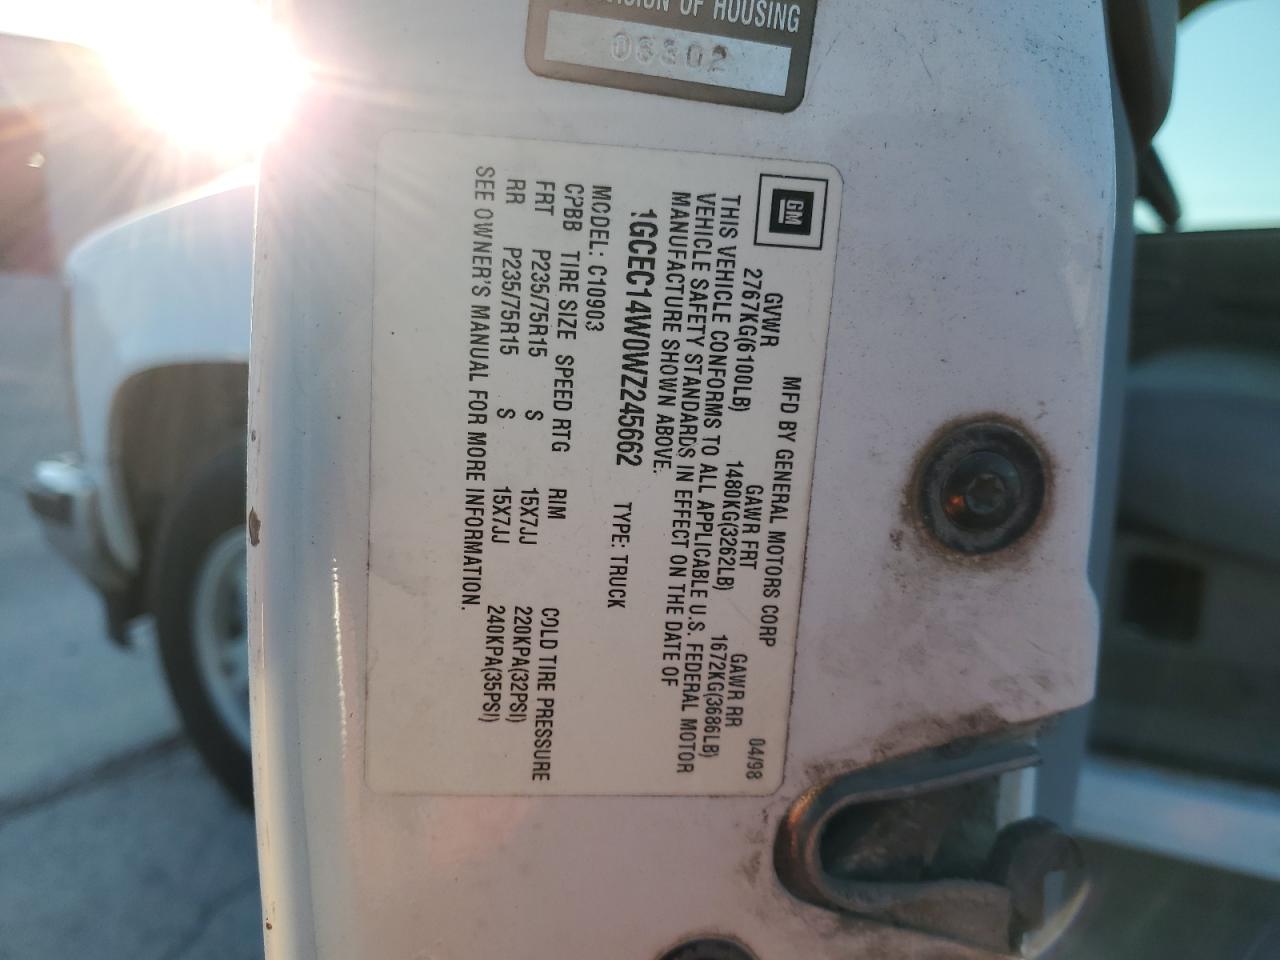 OF HOUSING
GM
MFD BY GENERAL MOTORS CORP 04/98
GVWR GAWR FRT GAWR RR
2767KG(6100LB) 1480KG(3262LB) 1672KG(3686LB)
THIS VEHICLE CONFORMS TO ALL APPLICABLE U.S. FEDERAL MOTOR
VEHICLE SAFETY STANDARDS IN EFFECT ON THE DATE OF
MANUFACTURE SHOWN ABOVE.
1GCEC14W0WZ245662 TYPE: TRUCK
MODEL: C10903
CPBB TIRE SIZE SPEED RTG RIM COLD TIRE PRESSURE
FRT P235/75R15 S 15X7JJ 220KPA(32PSI)
RR P235/75R15 S 15X7JJ 240KPA(35PSI)
SEE OWNER'S MANUAL FOR MORE INFORMATION.